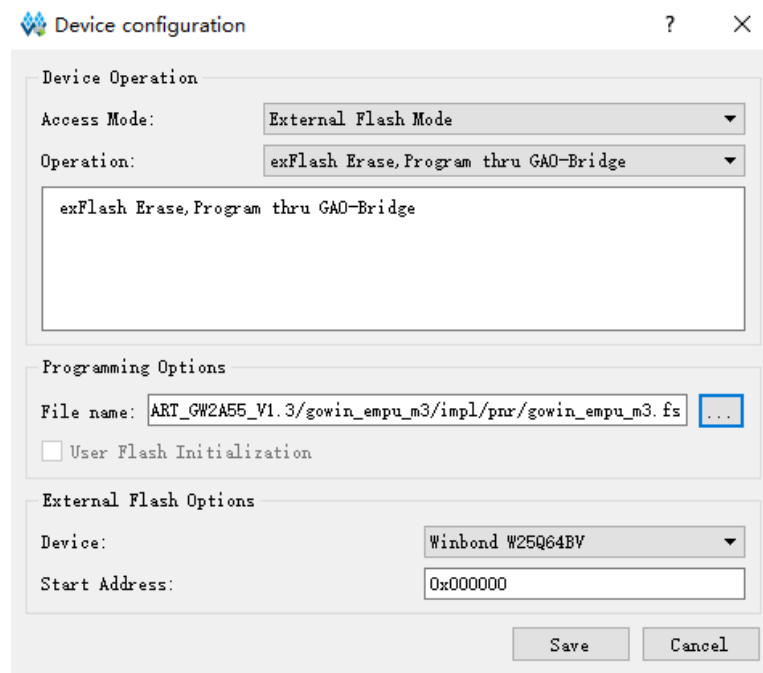 Device configuration ?
Device Operation
Access Mode: External Flash Mode
Operation: exFlash Erase,Program thru GAO-Bridge
exFlash Erase,Program thru GAO-Bridge
Programming Options
File name: ART_GW2A55_V1.3/gowin_empu_m3/impl/pnr/gowin_empu_m3.fs ...
User Flash Initialization
External Flash Options
Device: Winbond W25Q64BV
Start Address: 0x000000
Save Cancel